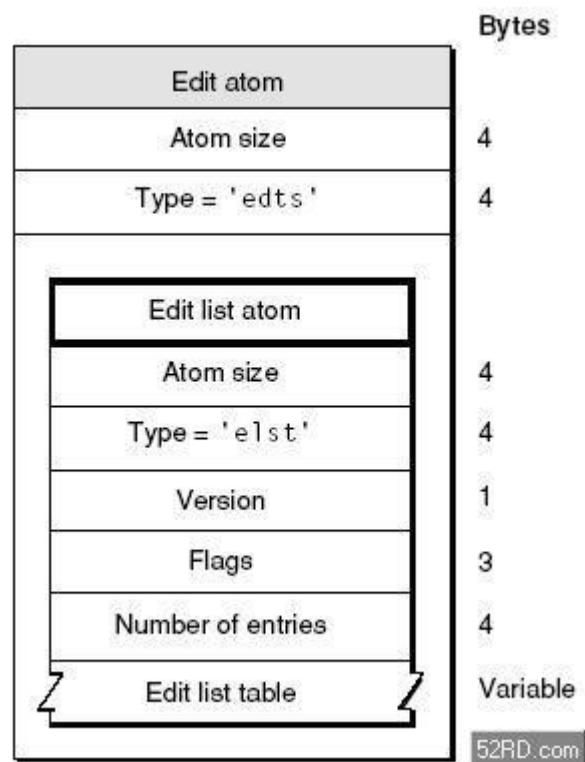 Bytes
Edit atom
Atom size 4
Type = 'edts' 4
Edit list atom
Atom size 4
Type = 'elst' 4
Version 1
Flags 3
Number of entries 4
Edit list table Variable
52RD.com